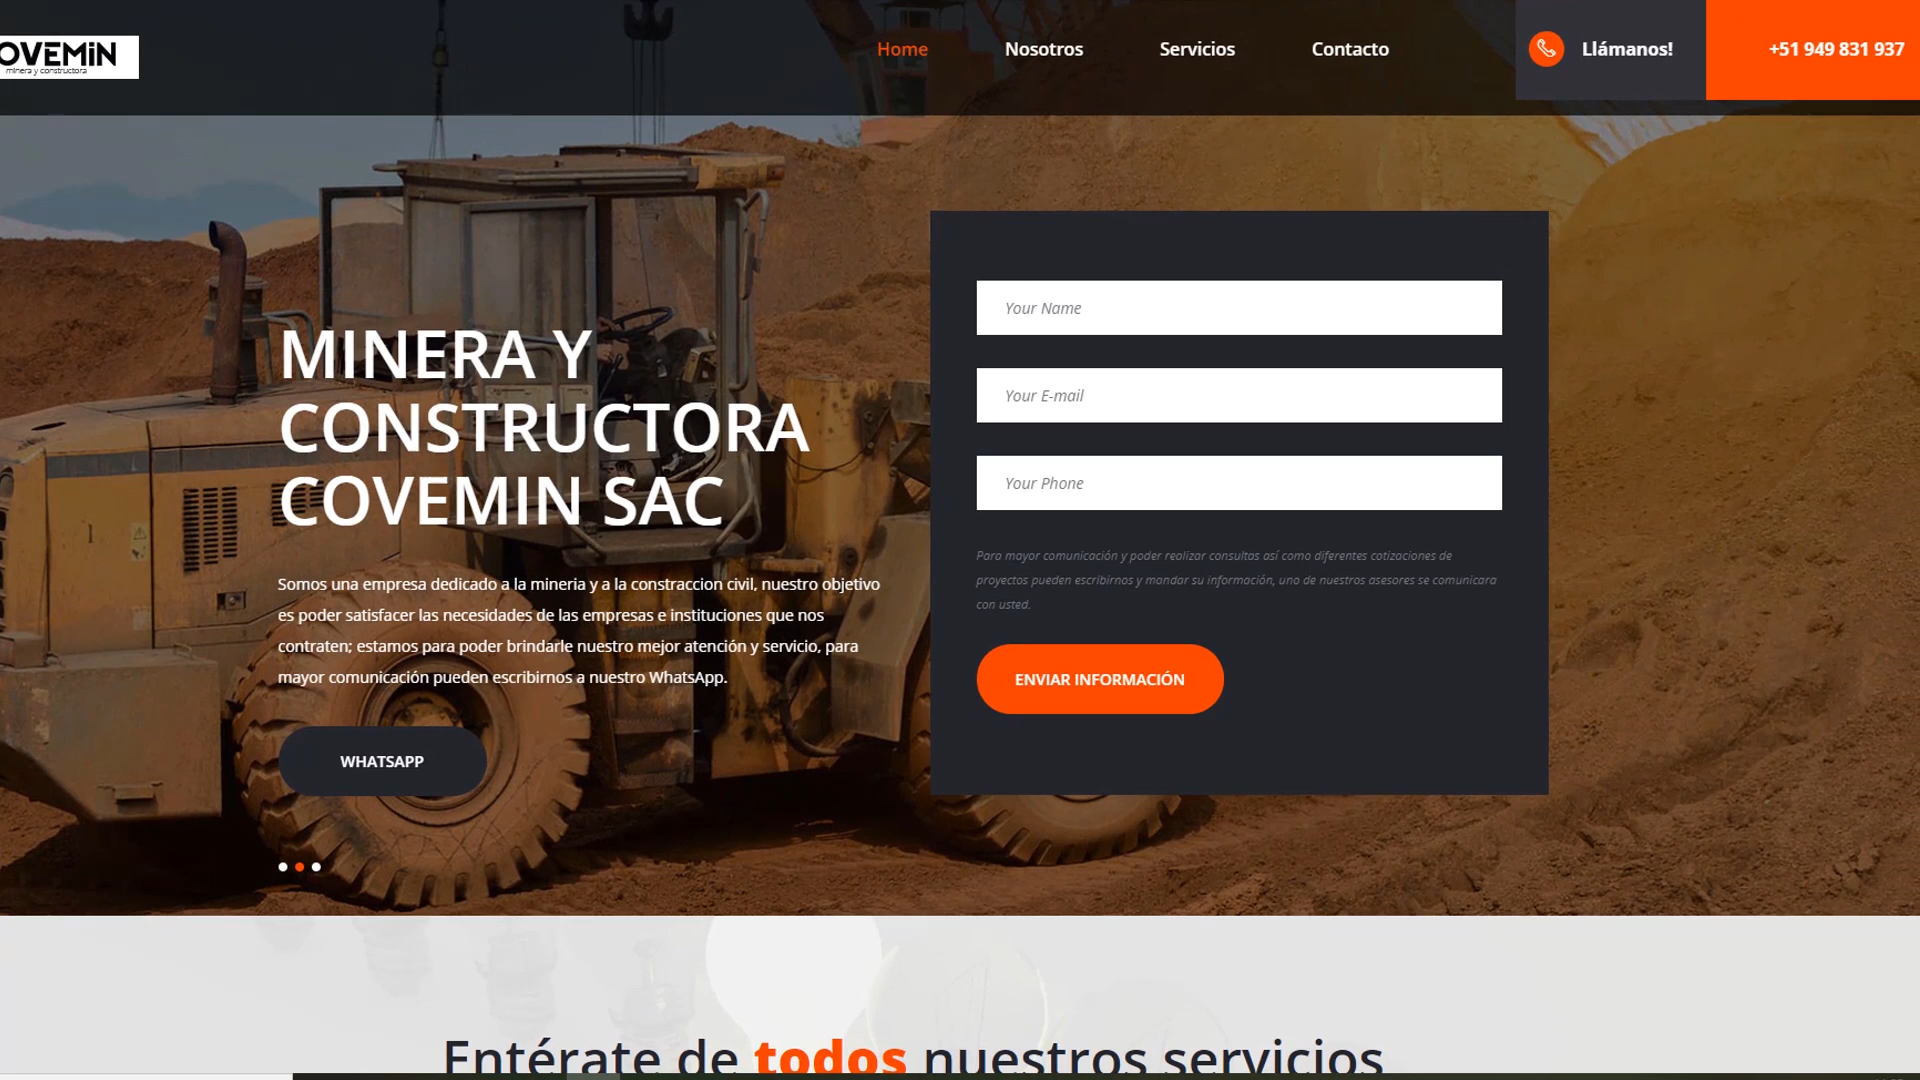 OVEMiN
minera y constructora
Home
Nosotros
Servicios
Contacto
Llámanos!
+51 949 831 937
MINERA Y
CONSTRUCTORA
COVEMIN SAC
Somos una empresa dedicado a la mineria y a la constraccion civil, nuestro objetivo
es poder satisfacer las necesidades de las empresas e instituciones que nos
contraten; estamos para poder brindarle nuestro mejor atención y servicio, para
mayor comunicación pueden escribirnos a nuestro WhatsApp.
WHATSAPP
Your Name
Your E-mail
Your Phone
Para mayor comunicación y poder realizar consultas así como diferentes cotizaciones de
proyectos pueden escribirnos y mandar su información, uno de nuestros asesores se comunicara
con usted.
ENVIAR INFORMACIÓN
Entérate de todos nuestros servicios